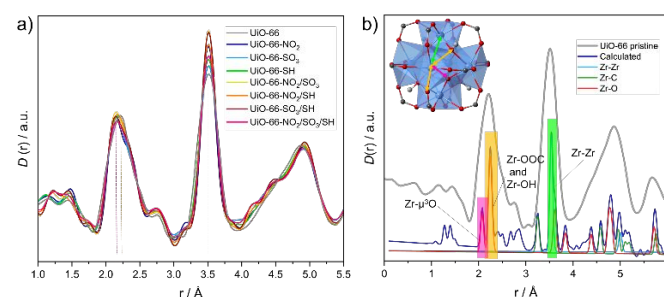 a)
UiO-66
UiO-66-NO₂
UiO-66-SO₃
UiO-66-SH
UiO-66-NO₂/SO₃
UiO-66-NO₂/SH
UiO-66-SO₃/SH
UiO-66-NO₂/SO₃/SH
D (r) / a.u.
1.0 1.5 2.0 2.5 3.0 3.5 4.0 4.5 5.0 5.5
r / Å
b)
UiO-66 pristine
Calculated
Zr-Zr
Zr-C
Zr-O
D(r) / a.u.
Zr-OOC
and
Zr-OH
Zr-Zr
Zr-μ³O
0 1 2 3 4 5
r / Å